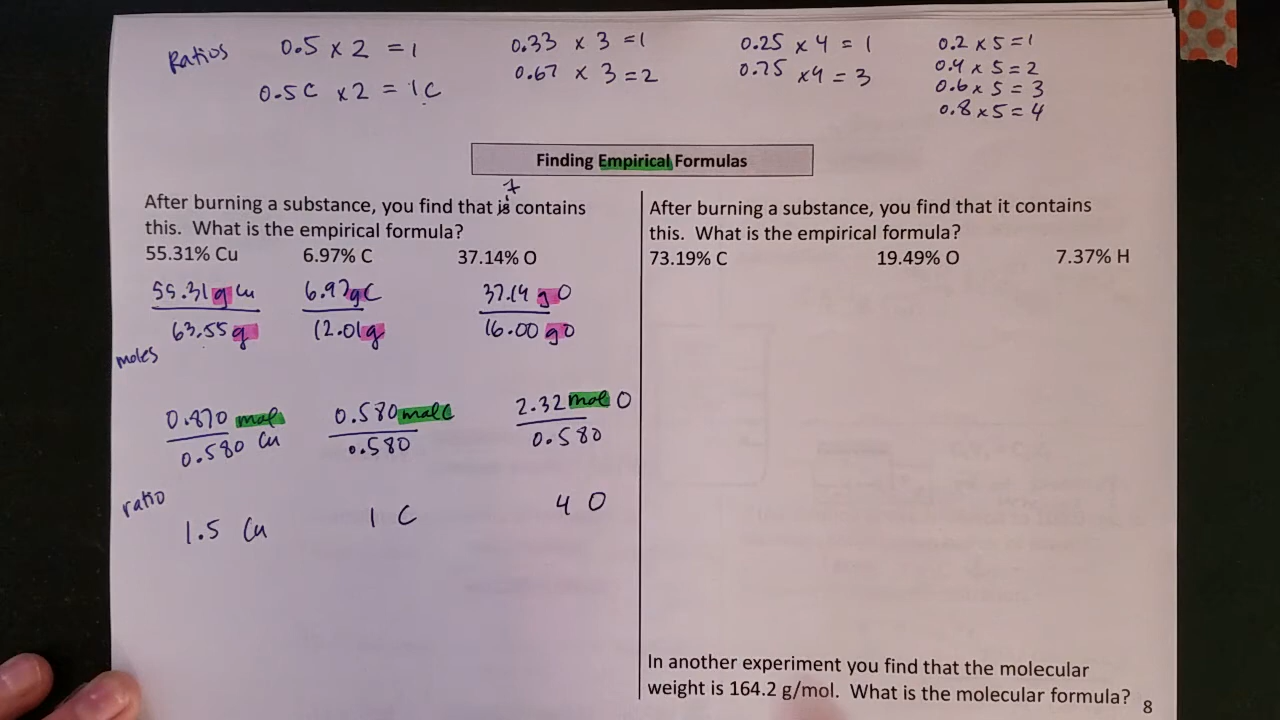 Ratios 0.5 x 2 = 1 0.33 x 3 = 1 0.25 x 4 = 1 0.2 x 5 = 1
0.5C x 2 = 1C 0.67 x 3 = 2 0.75 x 4 = 3 0.4 x 5 = 2
0.6 x 5 = 3
0.8 x 5 = 4
Finding Empirical Formulas
After burning a substance, you find that is contains
t
this. What is the empirical formula?
55.31% Cu 6.97% C 37.14% O
55.31 g Cu 6.97 g C 37.14 g O
63.55 g 12.01 g 16.00 g O
moles
0.870 mol 0.580 mol C 2.32 mol O
0.580 Cu 0.580 0.580
ratio
1.5 Cu 1 C 4 O
After burning a substance, you find that it contains
this. What is the empirical formula?
73.19% C 19.49% O 7.37% H
In another experiment you find that the molecular
weight is 164.2 g/mol. What is the molecular formula?
8